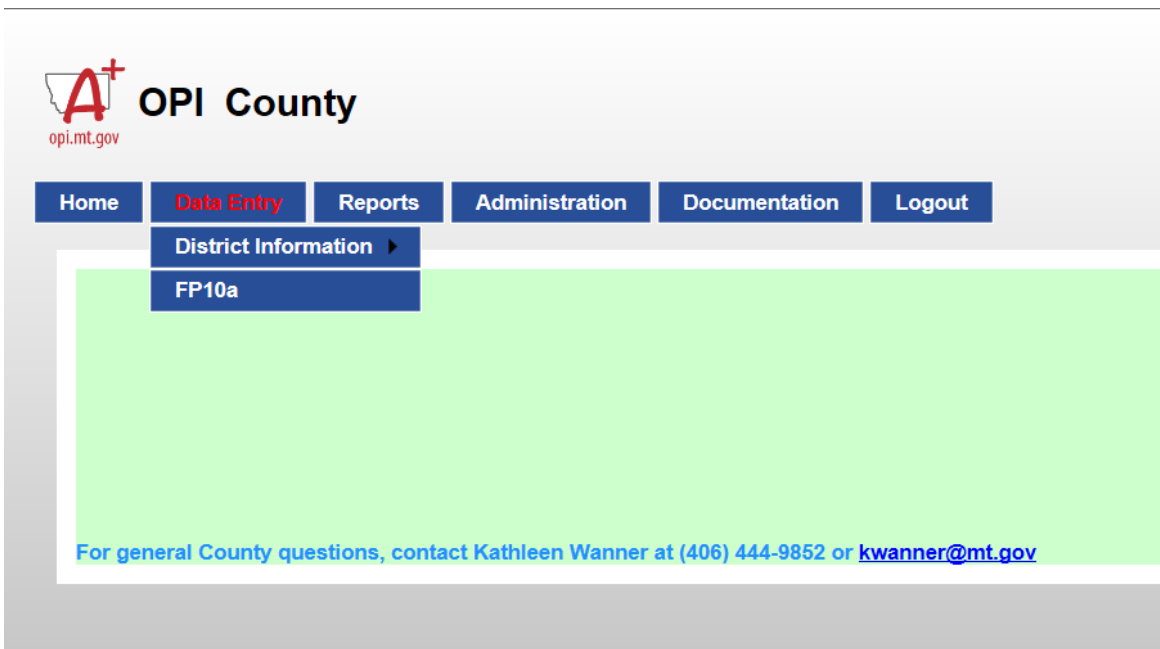 A+
OPI County
opi.mt.gov
Home Data Entry Reports Administration Documentation Logout
District Information
FP10a
For general County questions, contact Kathleen Wanner at (406) 444-9852 or kwanner@mt.gov